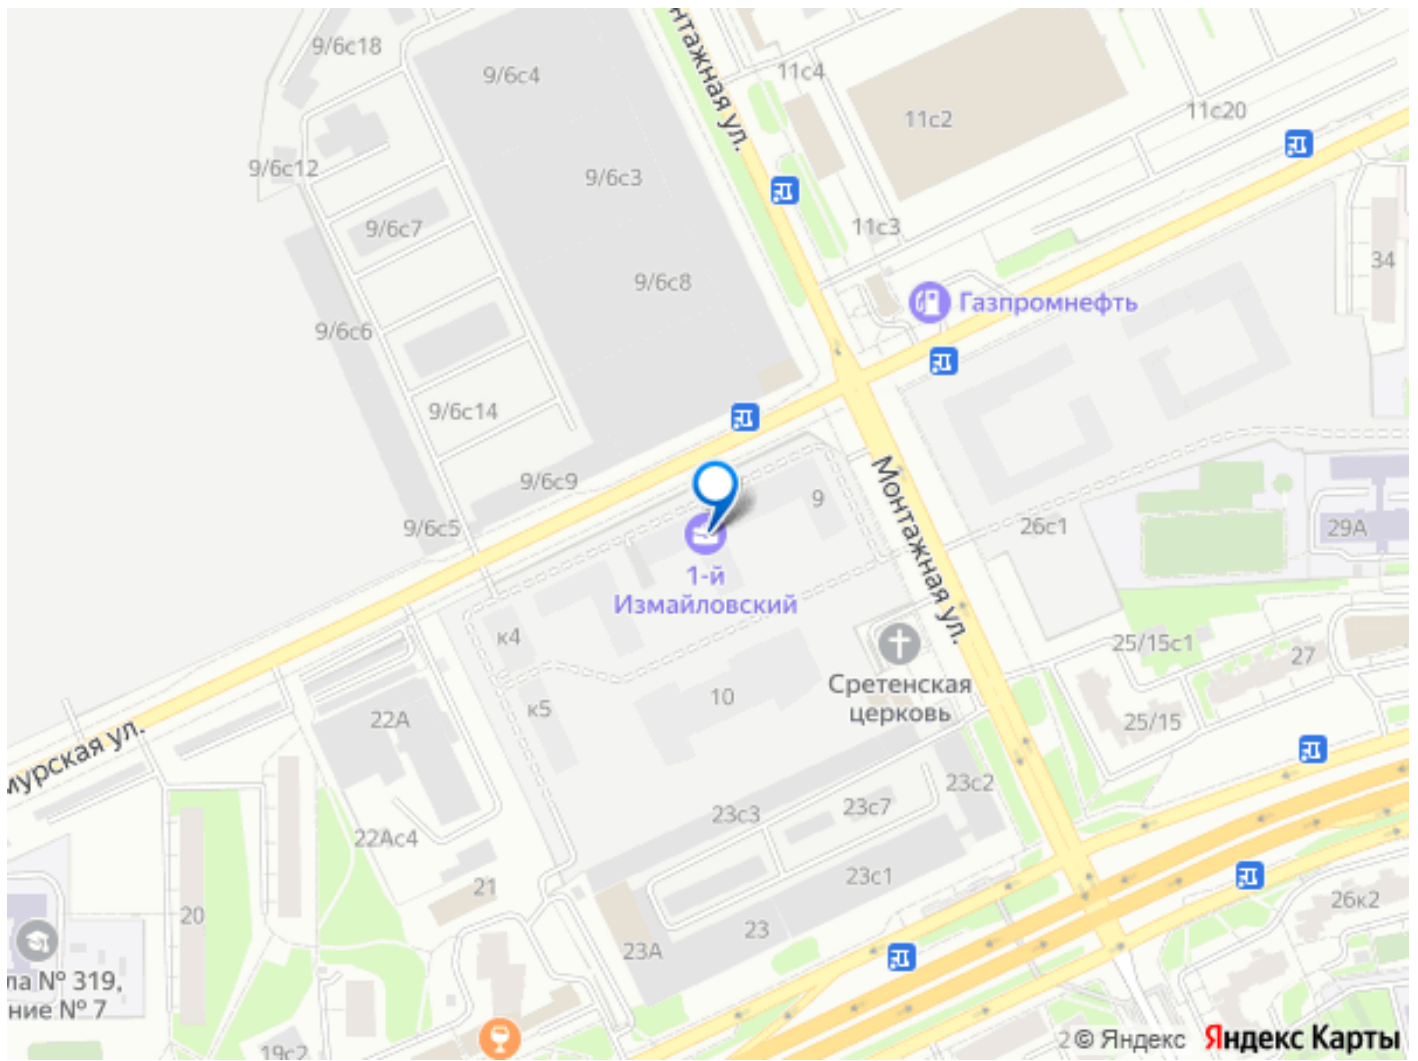 9/6с18
9/6с4
нтажная ул.
11с4
11с2
11с20
9/6с12
9/6с3
9/6с7
11с3
34
9/6с8
Газпромнефть
9/6с6
9/6с14
9/6с9
9
Монтажная ул.
9/6с5
26с1
29А
1-й
Измайловский
к4
25/15с1
27
Сретенская
церковь
10
к5
22А
25/15
мурская ул.
23с2
23с3
23с7
22Ас4
23с1
21
26к2
20
23
23А
ла № 319,
ние № 7
19с2
2© Яндекс
Яндекс Карты